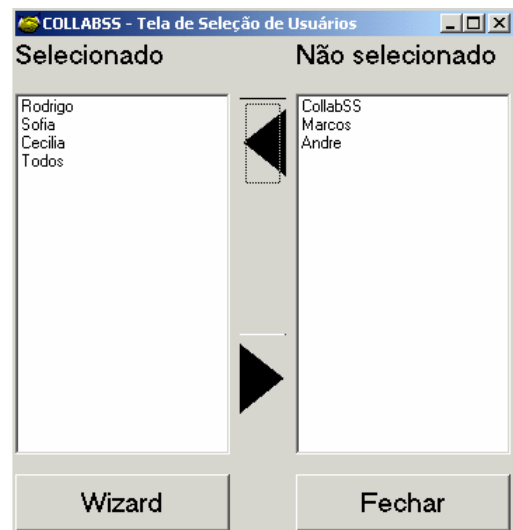 COLLABSS - Tela de Seleção de Usuários
Selecionado
Não selecionado
Rodrigo
Sofia
Cecilia
Todos
CollabSS
Marcos
Andre
Wizard
Fechar